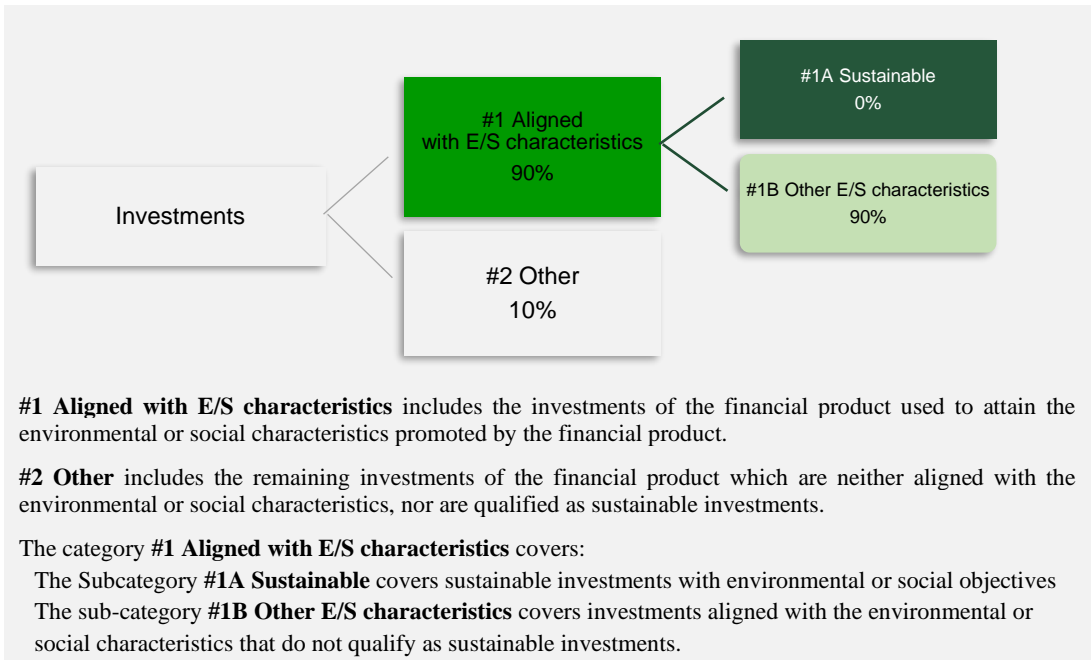 #1A Sustainable
0%
#1 Aligned
with E/S characteristics
90%
#1B Other E/S characteristics
90%
Investments
#2 Other
10%
#1 Aligned with E/S characteristics includes the investments of the financial product used to attain the
environmental or social characteristics promoted by the financial product.
#2 Other includes the remaining investments of the financial product which are neither aligned with the
environmental or social characteristics, nor are qualified as sustainable investments.
The category #1 Aligned with E/S characteristics covers:
The Subcategory #1A Sustainable covers sustainable investments with environmental or social objectives
The sub-category #1B Other E/S characteristics covers investments aligned with the environmental or
social characteristics that do not qualify as sustainable investments.